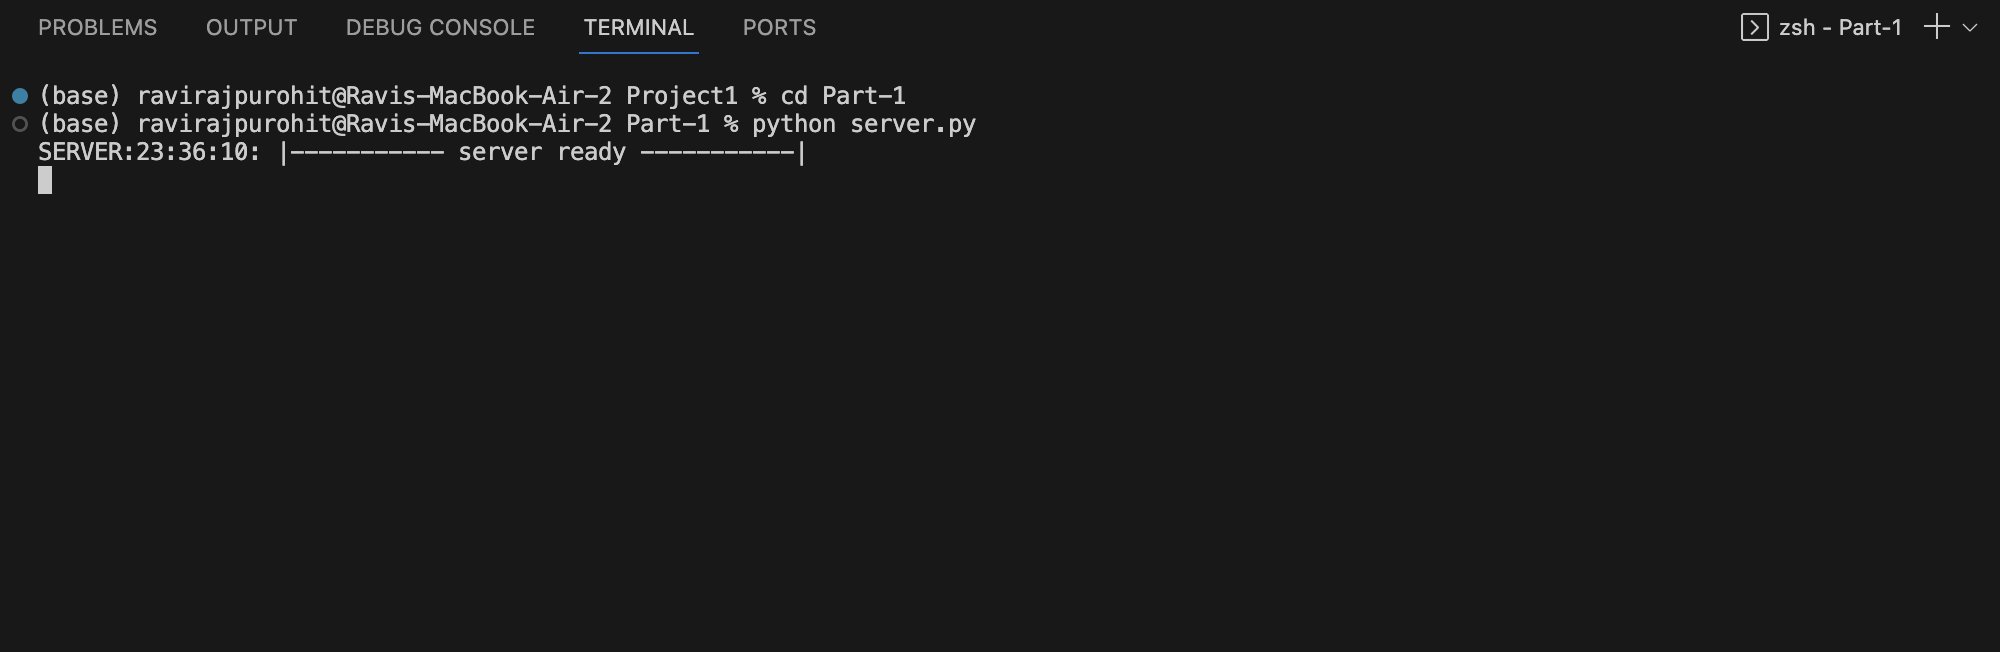 PROBLEMS OUTPUT DEBUG CONSOLE TERMINAL PORTS zsh - Part-1
(base) ravirajpurohit@Ravis-MacBook-Air-2 Project1 % cd Part-1
(base) ravirajpurohit@Ravis-MacBook-Air-2 Part-1 % python server.py
SERVER:23:36:10: |----------- server ready -----------|